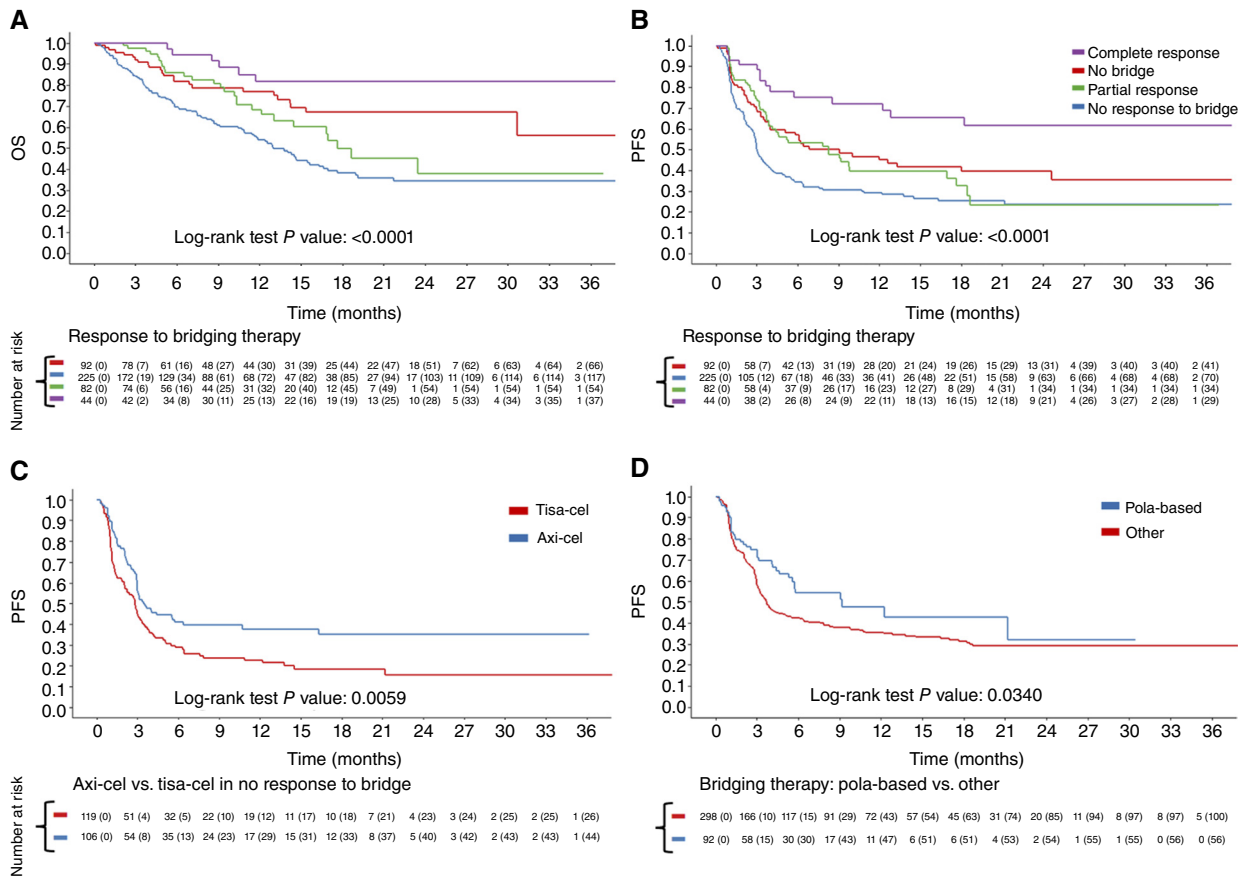 A
1.0
0.9
0.8
0.7
0.6
0.5
0.4
0.3
0.2
0.1
0.0
OS
Log-rank test P value: <0.0001
0 3 6 9 12 15 18 21 24 27 30 33 36
Time (months)
Number at risk
Response to bridging therapy
92 (0) 78 (7) 61 (16) 48 (27) 44 (30) 31 (39) 25 (44) 22 (47) 18 (51) 7 (62) 6 (63) 4 (64) 2 (66)
225 (0) 172 (19) 129 (34) 88 (61) 68 (72) 47 (82) 38 (85) 27 (94) 17 (103) 11 (109) 6 (114) 6 (114) 3 (117)
82 (0) 74 (6) 56 (16) 44 (25) 31 (32) 20 (40) 12 (45) 7 (49) 1 (54) 1 (54) 1 (54) 1 (54)
44 (0) 42 (2) 34 (8) 30 (11) 25 (13) 22 (16) 19 (19) 13 (25) 10 (28) 5 (33) 4 (34) 3 (35) 1 (37)
B
1.0
0.9
0.8
0.7
0.6
0.5
0.4
0.3
0.2
0.1
0.0
PFS
Complete response
No bridge
Partial response
No response to bridge
Log-rank test P value: <0.0001
0 3 6 9 12 15 18 21 24 27 30 33 36
Time (months)
Response to bridging therapy
92 (0) 58 (7) 42 (13) 31 (19) 28 (20) 21 (24) 19 (26) 15 (29) 13 (31) 4 (39) 3 (40) 3 (40) 2 (41)
225 (0) 105 (12) 67 (18) 46 (33) 36 (41) 26 (48) 22 (51) 15 (58) 9 (63) 6 (66) 4 (68) 4 (68) 2 (70)
82 (0) 58 (4) 37 (9) 26 (17) 16 (23) 12 (27) 8 (29) 4 (31) 1 (34) 1 (34) 1 (34) 1 (34)
44 (0) 38 (2) 26 (8) 24 (9) 22 (11) 18 (13) 16 (15) 12 (18) 9 (21) 4 (26) 3 (27) 2 (28) 1 (29)
C
1.0
0.9
0.8
0.7
0.6
0.5
0.4
0.3
0.2
0.1
0.0
PFS
Tisa-cel
Axi-cel
Log-rank test P value: 0.0059
0 3 6 9 12 15 18 21 24 27 30 33 36
Time (months)
Number at risk
Axi-cel vs. tisa-cel in no response to bridge
119 (0) 51 (4) 32 (5) 22 (10) 19 (12) 11 (17) 10 (18) 7 (21) 4 (23) 3 (24) 2 (25) 2 (25) 1 (26)
106 (0) 54 (8) 35 (13) 24 (23) 17 (29) 15 (31) 12 (33) 8 (37) 5 (40) 3 (42) 2 (43) 2 (43) 1 (44)
D
1.0
0.9
0.8
0.7
0.6
0.5
0.4
0.3
0.2
0.1
0.0
PFS
Pola-based
Other
Log-rank test P value: 0.0340
0 3 6 9 12 15 18 21 24 27 30 33 36
Time (months)
Bridging therapy: pola-based vs. other
298 (0) 166 (10) 117 (15) 91 (29) 72 (43) 57 (54) 45 (63) 31 (74) 20 (85) 11 (94) 8 (97) 8 (97) 5 (100)
92 (0) 58 (15) 30 (30) 17 (43) 11 (47) 6 (51) 6 (51) 4 (53) 2 (54) 1 (55) 1 (55) 0 (56) 0 (56)